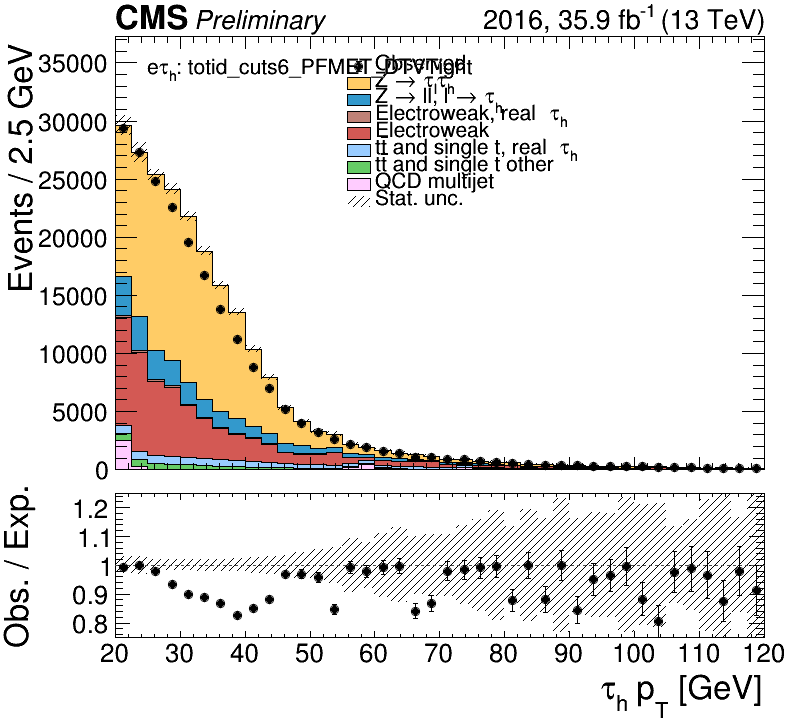 CMS Preliminary 2016, 35.9 fb⁻¹ (13 TeV)
Events / 2.5 GeV
35000
30000
25000
20000
15000
10000
5000
0
eτh: totid_cuts6_PFMET_DTVTight
Observed
Z → τlτh
Z → ll, l → τh
Electroweak, real τh
Electroweak
tt and single t, real τh
tt and single t other
QCD multijet
Stat. unc.
Obs. / Exp.
1.2
1.1
1
0.9
0.8
20 30 40 50 60 70 80 90 100 110 120
τh pT [GeV]